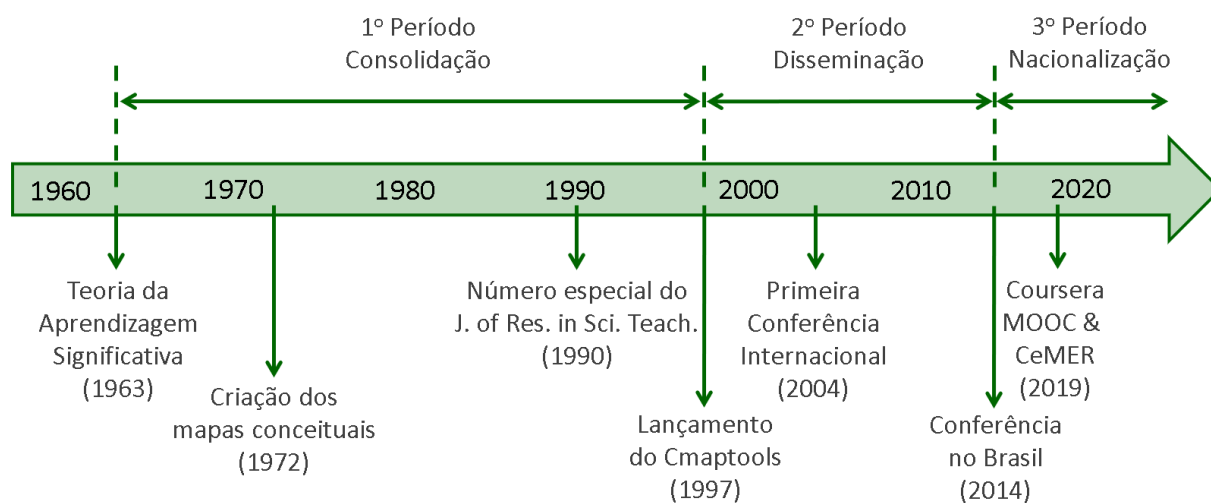 1º Período
Consolidação
2º Período
Disseminação
3º Período
Nacionalização
1960 1970 1980 1990 2000 2010 2020
Teoria da
Aprendizagem
Significativa
(1963)
Criação dos
mapas conceituais
(1972)
Número especial do
J. of Res. in Sci. Teach.
(1990)
Lançamento
do Cmaptools
(1997)
Primeira
Conferência
Internacional
(2004)
Conferência
no Brasil
(2014)
Coursera
MOOC &
CeMER
(2019)